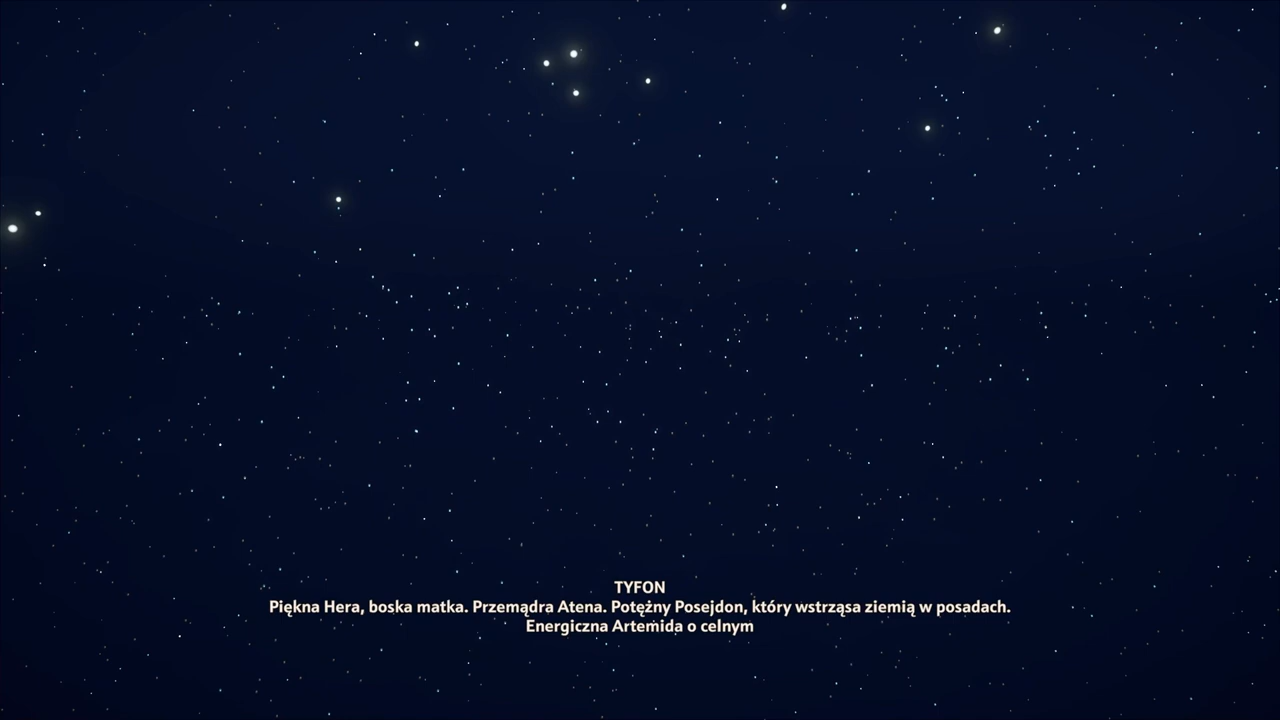 TYFON
Piękna Hera, boska matka. Przemądra Atena. Potężny Posejdon, który wstrząsa ziemią w posadach.
Energiczna Artemida o celnym